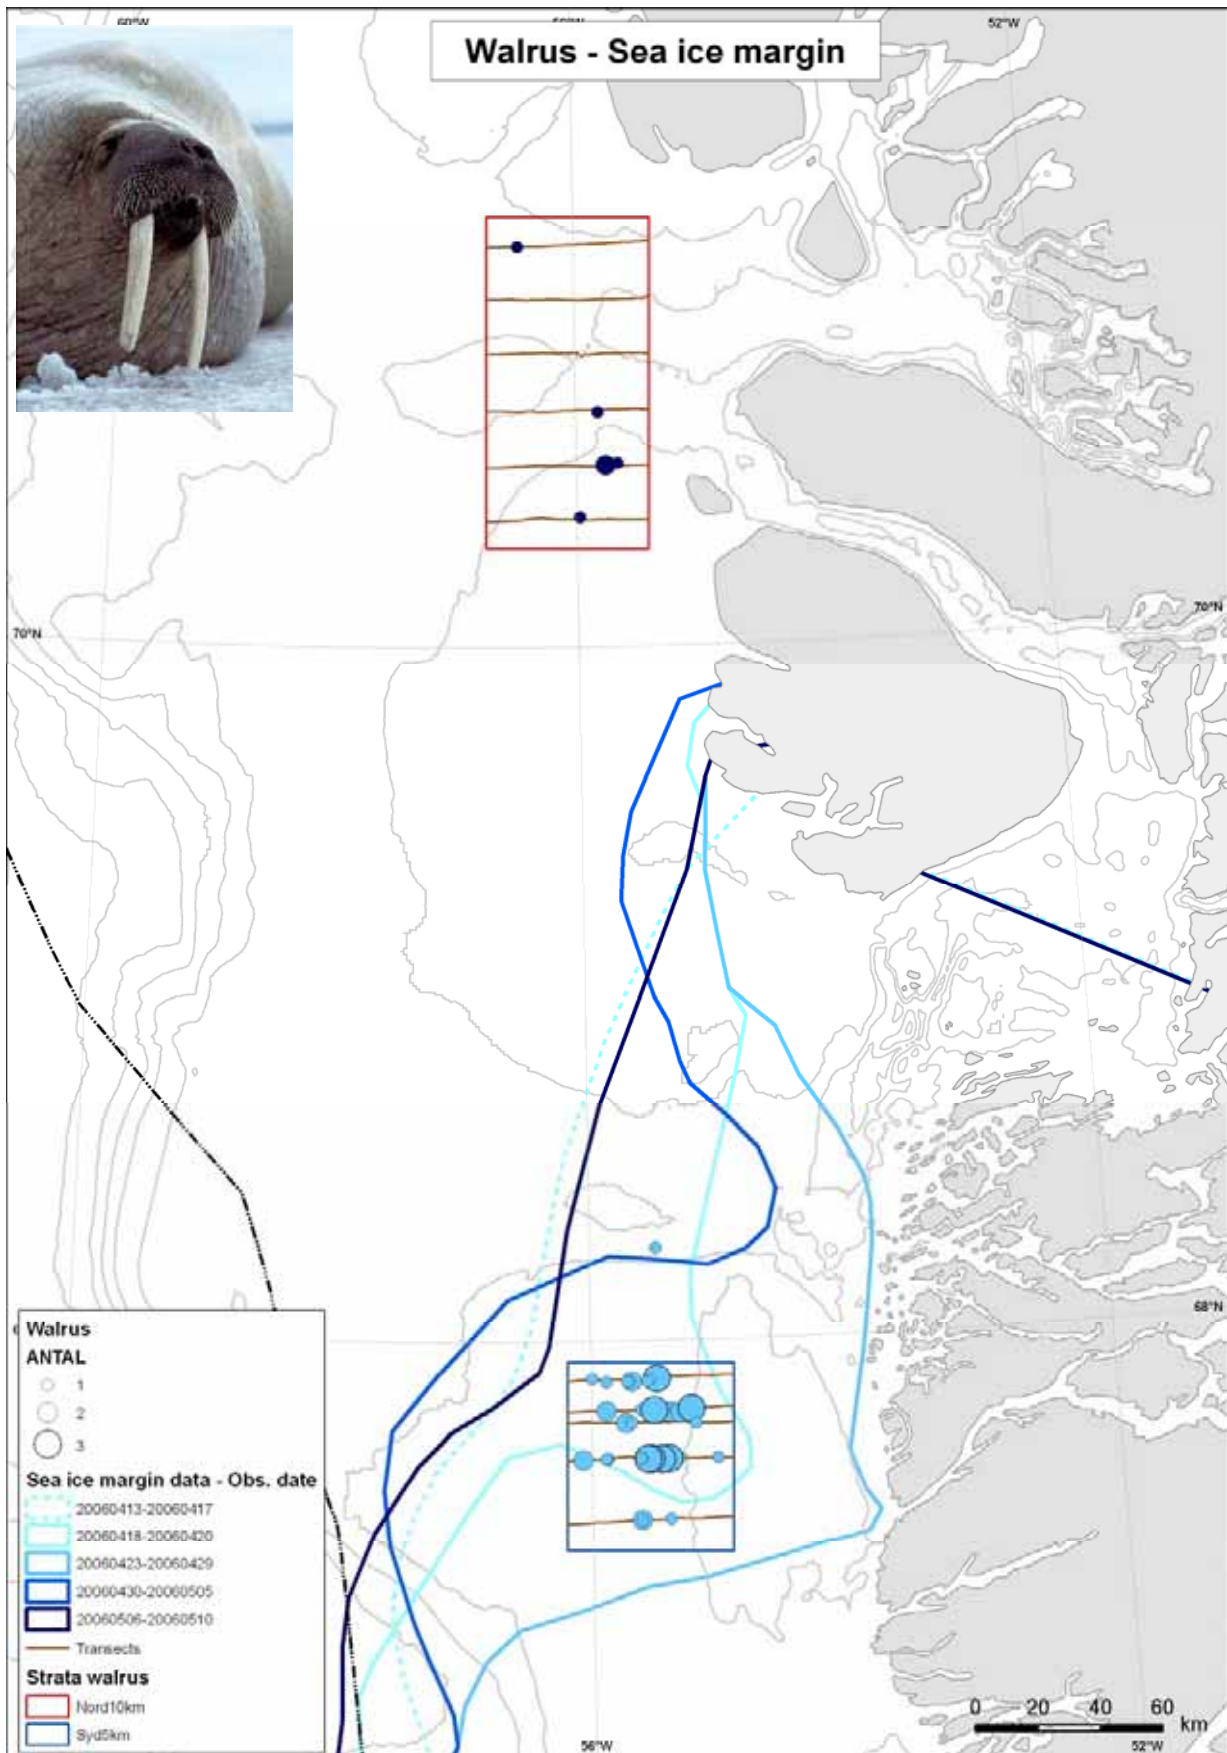 60°W
52°W
Walrus - Sea ice margin
70°N
70°N
68°N
Walrus
ANTAL
1
2
3
Sea ice margin data - Obs. date
20060413-20060417
20060418-20060420
20060423-20060429
20060430-20060505
20060506-20060510
Transects
Strata walrus
Nord10km
Syd5km
0 20 40 60
km
56°W
52°W